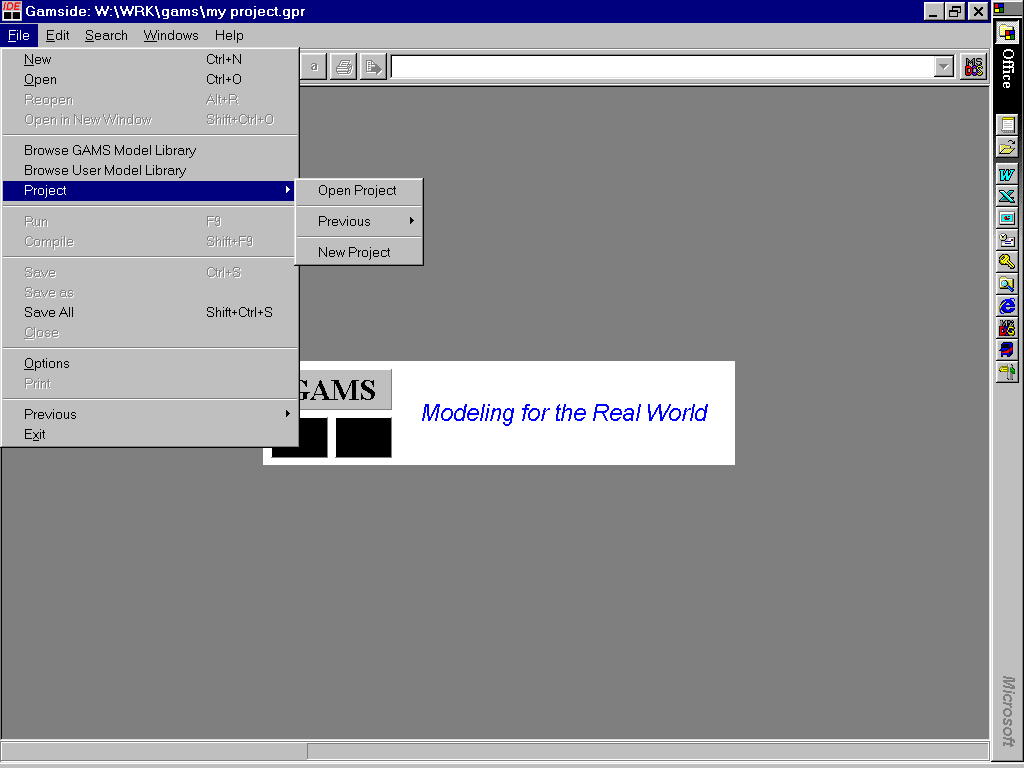 Gamside: W:\WRK\gams\my project.gpr
File Edit Search Windows Help
New Ctrl+N
Open Ctrl+O
Reopen Alt+R
Open in New Window Shift+Ctrl+O
Browse GAMS Model Library
Browse User Model Library
Project
Open Project
Previous
New Project
Run F9
Compile Shift+F9
Save Ctrl+S
Save as
Save All Shift+Ctrl+S
Close
Options
Print
Previous
Exit
IDE
a
MS DOS
GAMS
Modeling for the Real World
Office
Microsoft